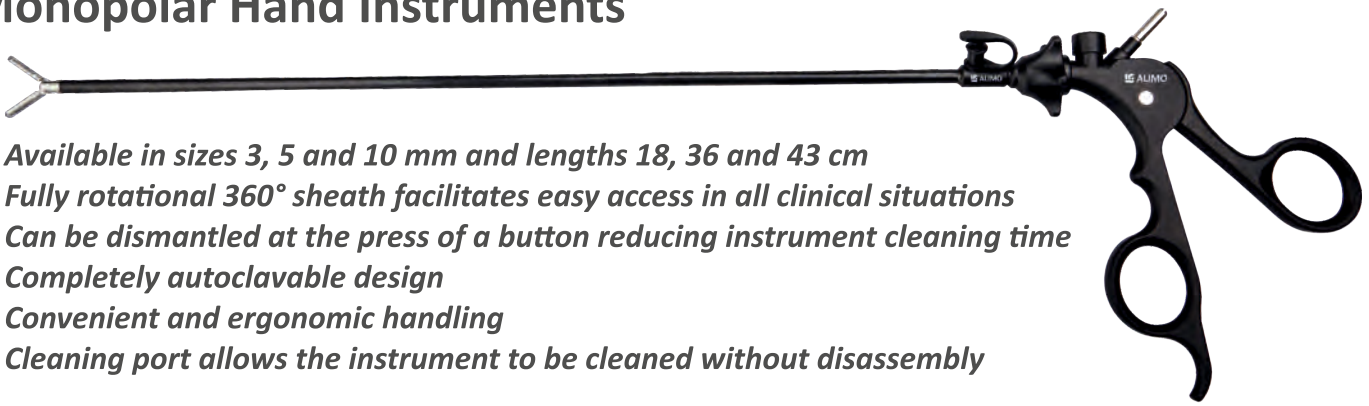 Monopolar Hand Instruments
ALIMO
ALIMO
Available in sizes 3, 5 and 10 mm and lengths 18, 36 and 43 cm
Fully rotational 360° sheath facilitates easy access in all clinical situations
Can be dismantled at the press of a button reducing instrument cleaning time
Completely autoclavable design
Convenient and ergonomic handling
Cleaning port allows the instrument to be cleaned without disassembly